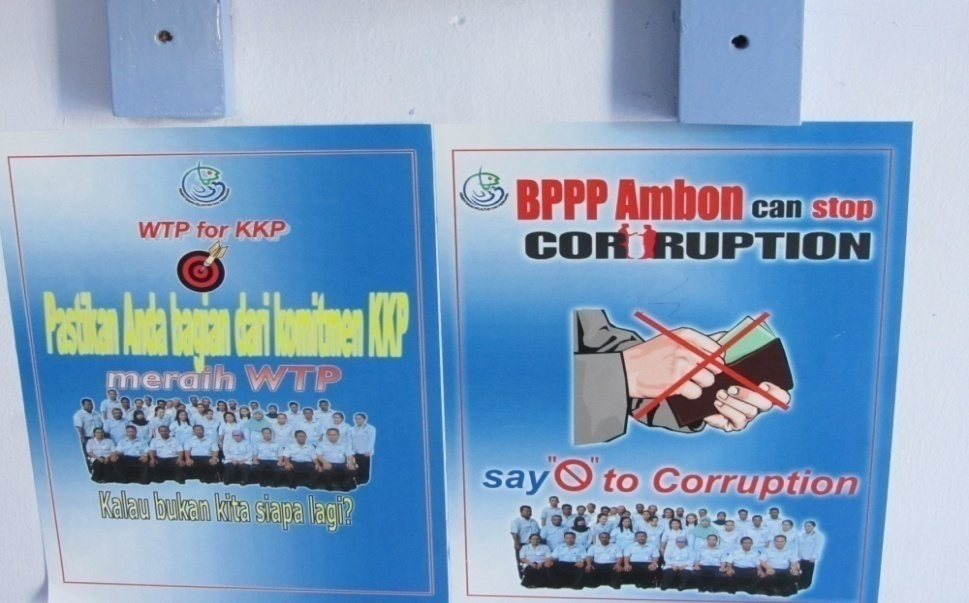 WTP for KKP
Pastikan Anda bagian dari komitmen KKP
meraih WTP
Kalau bukan kita siapa lagi?
BPPP Ambon can stop
CORRUPTION
say " " to Corruption